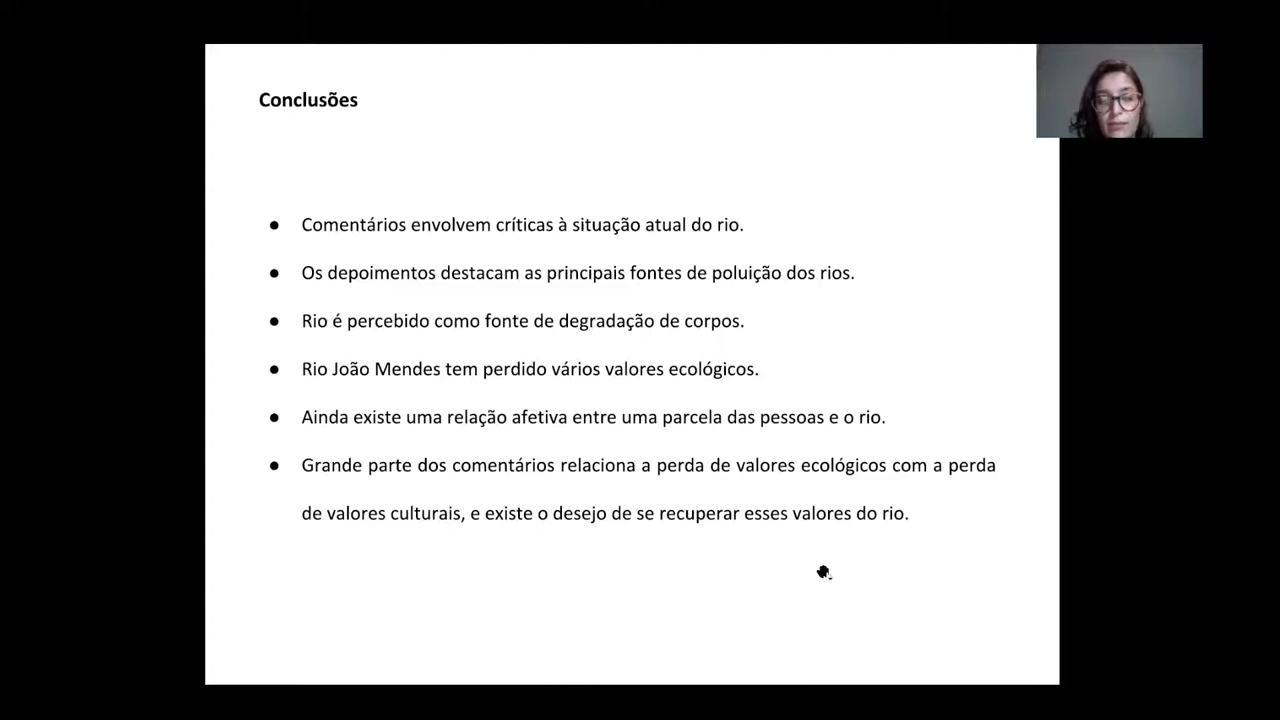 Conclusões
● Comentários envolvem críticas à situação atual do rio.
● Os depoimentos destacam as principais fontes de poluição dos rios.
● Rio é percebido como fonte de degradação de corpos.
● Rio João Mendes tem perdido vários valores ecológicos.
● Ainda existe uma relação afetiva entre uma parcela das pessoas e o rio.
● Grande parte dos comentários relaciona a perda de valores ecológicos com a perda
de valores culturais, e existe o desejo de se recuperar esses valores do rio.